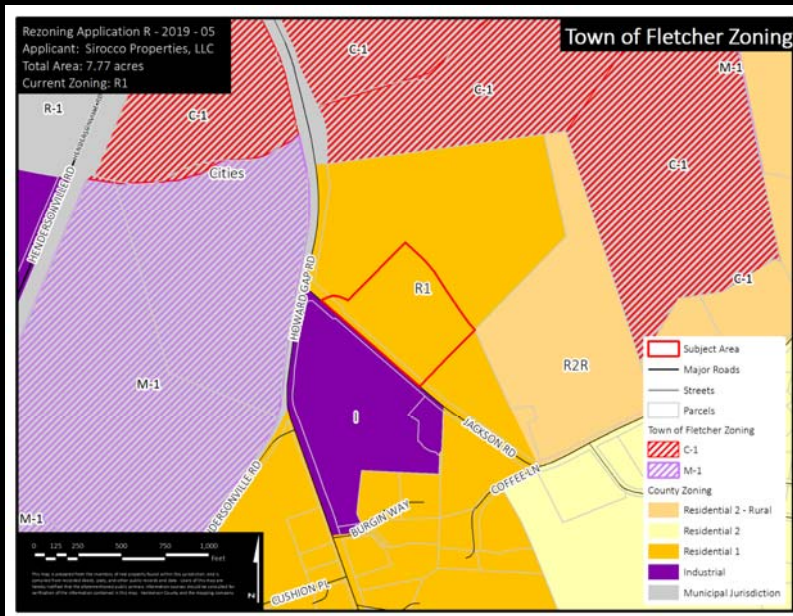 Rezoning Application R - 2019 - 05
Applicant: Sirocco Properties, LLC
Total Area: 7.77 acres
Current Zoning: R1
Town of Fletcher Zoning
C-1
C-1
M-1
R-1
C-1
C-1
Cities
HENDERSONVILLE RD
HENDERSONVILLE RD
HOWARD GAP RD
C-1
R1
R2R
M-1
I
JACKSON RD
COFFEE LN
BURGIN WAY
M-1
CUSHION PL
Subject Area
Major Roads
Streets
Parcels
Town of Fletcher Zoning
C-1
M-1
County Zoning
Residential 2 - Rural
Residential 2
Residential 1
Industrial
Municipal Jurisdiction
0 125 250 500 750 1,000
Feet